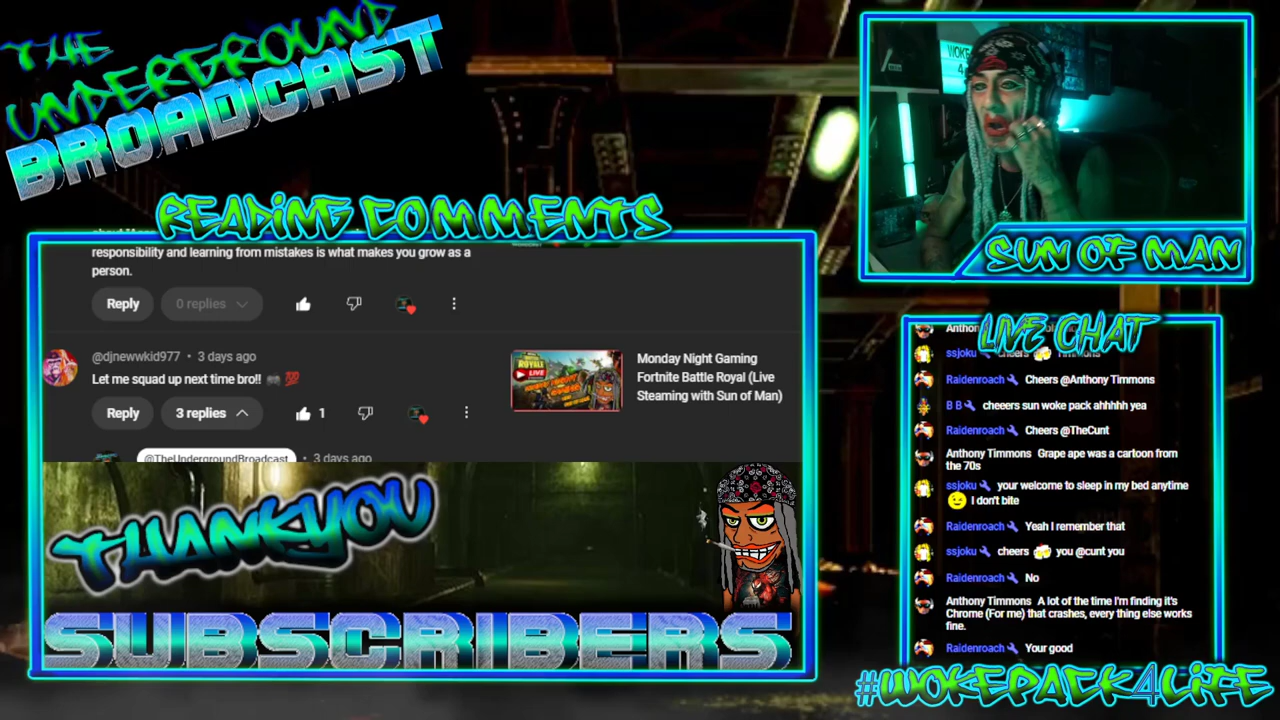 THE
UNDERGROUND
BROADCAST
READING COMMENTS
responsibility and learning from mistakes is what makes you grow as a
person.
Reply
0 replies
@djnewwkid977 • 3 days ago
Let me squad up next time bro!! 🎮 💯
Reply
3 replies
1
ROYALE
LIVE
Monday Night Gaming
Fortnite Battle Royal (Live
Steaming with Sun of Man)
@TheUndergroundBroadcast • 3 days ago
THANKYOU
SUBSCRIBERS
WOKE
4
SUN OF MAN
LIVE CHAT
ssjoku cheers 🍻 Timmons
Raidenroach Cheers @Anthony Timmons
B B cheeers sun woke pack ahhhhh yea
Raidenroach Cheers @TheCunt
Anthony Timmons Grape ape was a cartoon from
the 70s
ssjoku your welcome to sleep in my bed anytime
😉 I don't bite
Raidenroach Yeah I remember that
ssjoku cheers 🍻 you @cunt you
Raidenroach No
Anthony Timmons A lot of the time I'm finding it's
Chrome (For me) that crashes, every thing else works
fine.
Raidenroach Your good
#WOKEPACK4LIFE